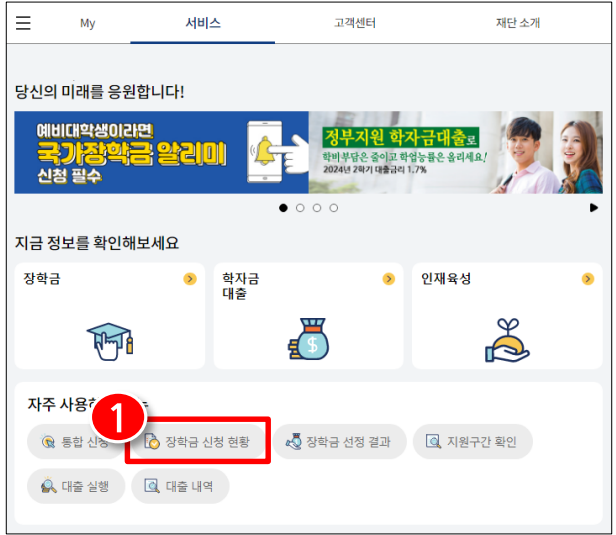 My 서비스 고객센터 재단 소개
당신의 미래를 응원합니다!
예비대학생이라면
국가장학금 알리미
신청 필수
정부지원 학자금대출로
학비부담은 줄이고 학업능률은 올리세요!
2024년 2학기 대출금리 1.7%
지금 정보를 확인해보세요
장학금
학자금
대출
인재육성
자주 사용하
1
통합 신청
장학금 신청 현황
장학금 선정 결과
지원구간 확인
대출 실행
대출 내역